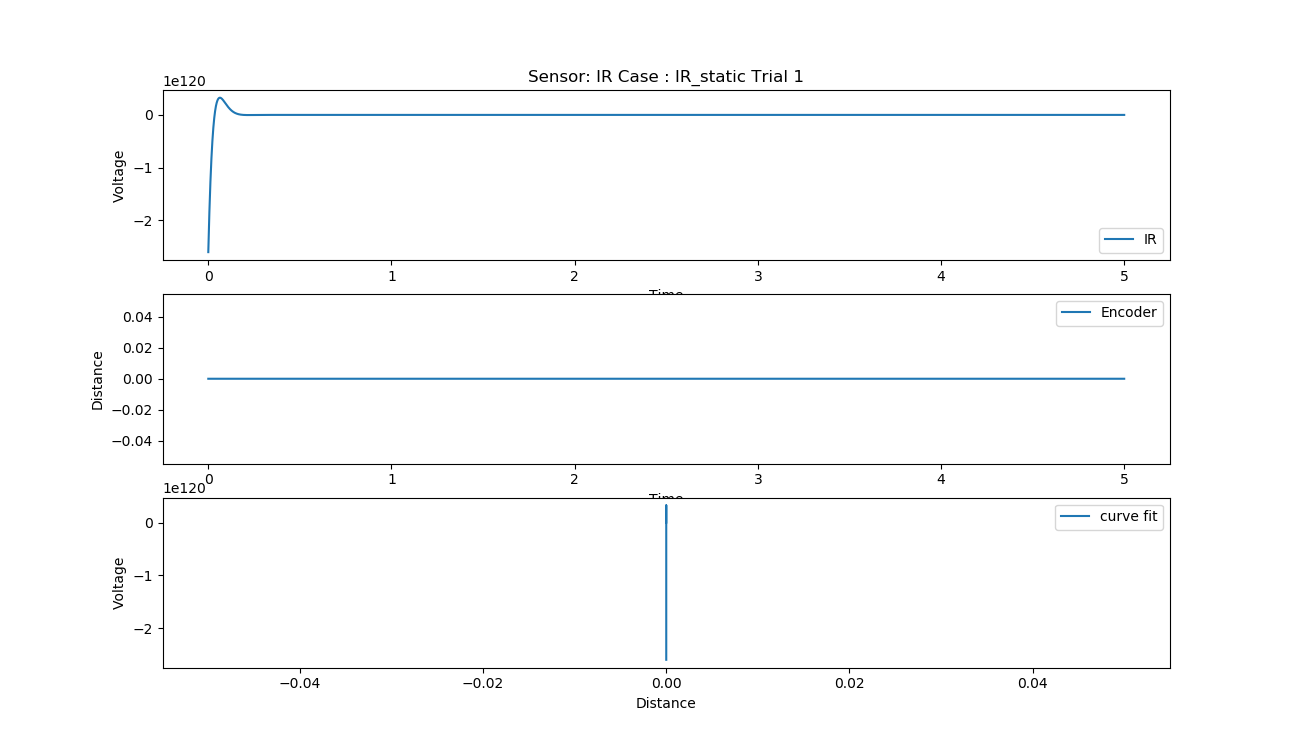 Sensor: IR Case : IR_static Trial 1
1e120
0
−1
−2
Voltage
IR
0 1 2 3 4 5
Time
Encoder
0.04
0.02
0.00
−0.02
−0.04
Distance
0 1 2 3 4 5
Time
1e120
curve fit
0
−1
−2
Voltage
−0.04 −0.02 0.00 0.02 0.04
Distance